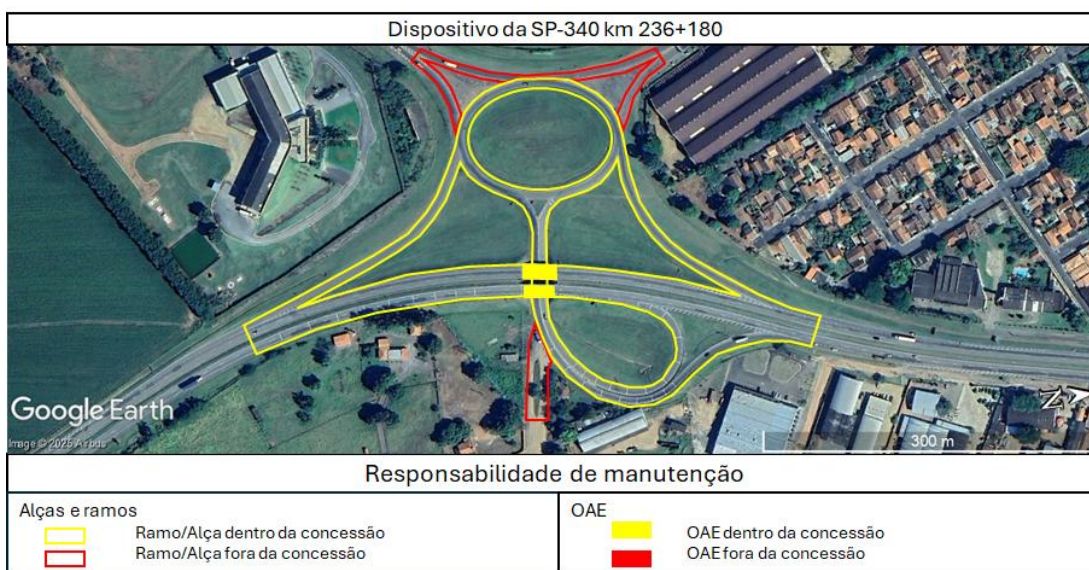 Dispositivo da SP-340 km 236+180
Google Earth
Image © 2025 Airbus
300 m
Responsabilidade de manutenção
Alças e ramos
Ramo/Alça dentro da concessão
Ramo/Alça fora da concessão
OAE
OAE dentro da concessão
OAE fora da concessão